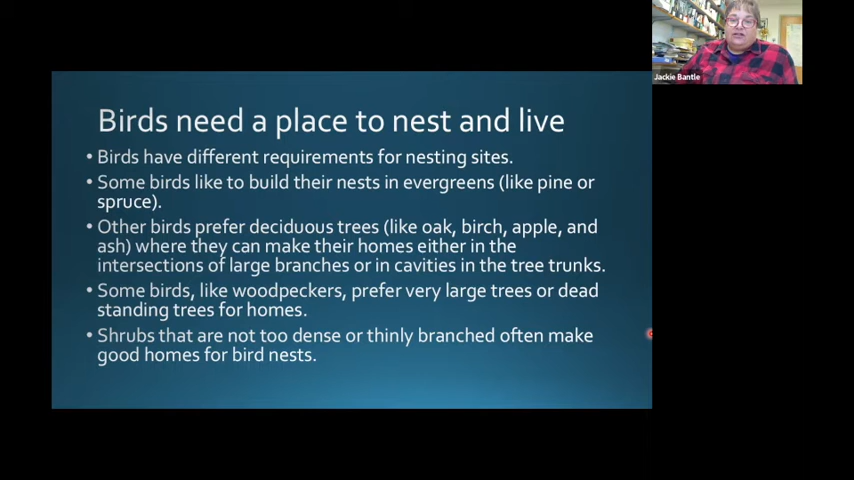 Jackie Bantle
Birds need a place to nest and live
• Birds have different requirements for nesting sites.
• Some birds like to build their nests in evergreens (like pine or
spruce).
• Other birds prefer deciduous trees (like oak, birch, apple, and
ash) where they can make their homes either in the
intersections of large branches or in cavities in the tree trunks.
• Some birds, like woodpeckers, prefer very large trees or dead
standing trees for homes.
• Shrubs that are not too dense or thinly branched often make
good homes for bird nests.